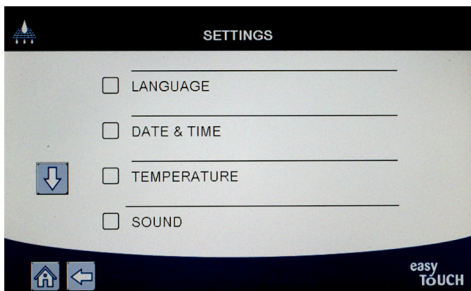 SETTINGS
LANGUAGE
DATE & TIME
TEMPERATURE
SOUND
easy
TOUCH